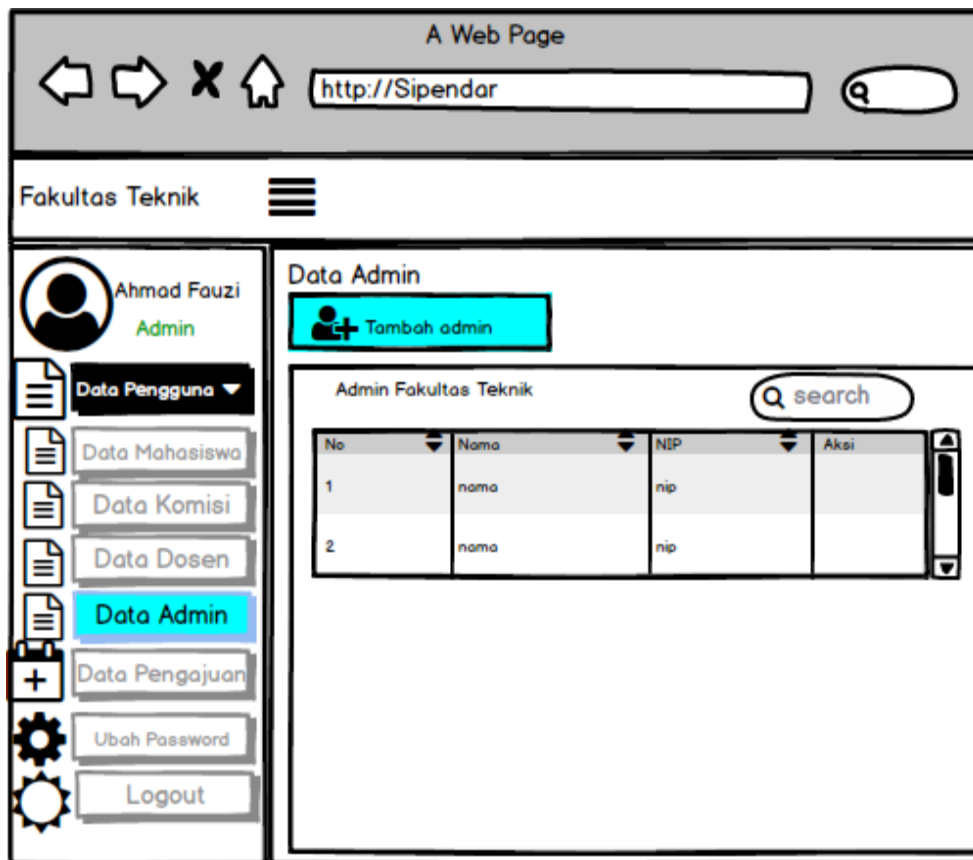 A Web Page
http://Sipendar
Fakultas Teknik
Ahmad Fauzi
Admin
Data Pengguna
Data Mahasiswa
Data Komisi
Data Dosen
Data Admin
Data Pengajuan
Ubah Password
Logout
Data Admin
Tambah admin
Admin Fakultas Teknik
search
No Nama NIP Aksi
1 nama nip
2 nama nip